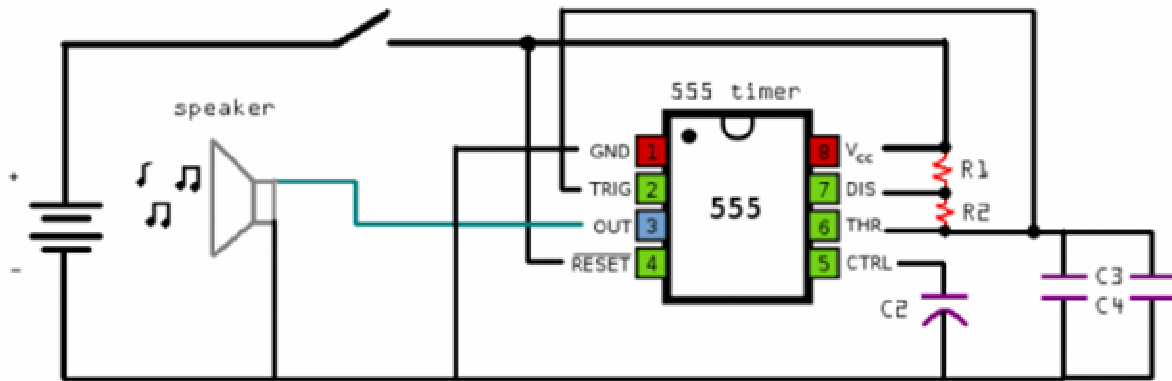 555 timer
speaker
+
−
GND 1
TRIG 2
OUT 3
RESET 4
555
8 Vcc
7 DIS
6 THR
5 CTRL
R1
R2
C2
C3
C4